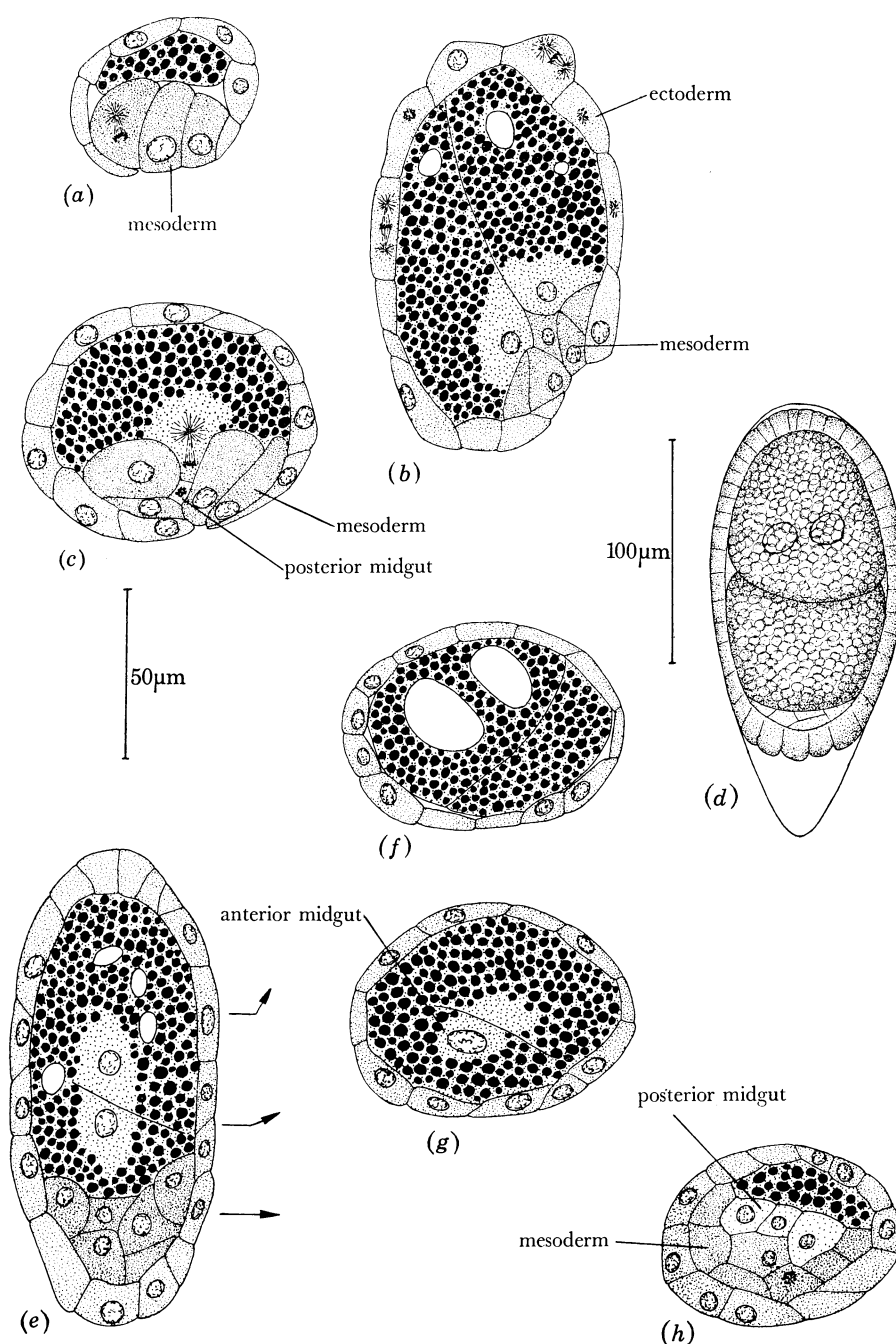 (a)
mesoderm
ectoderm
mesoderm
(b)
(c)
mesoderm
posterior midgut
50μm
100μm
(d)
(f)
anterior midgut
(e)
(g)
posterior midgut
mesoderm
(h)